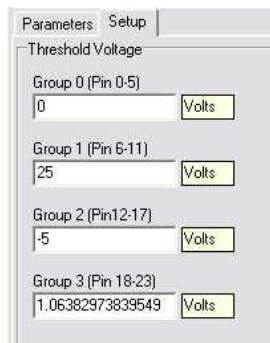 Parameters Setup
Threshold Voltage
Group 0 (Pin 0-5)
0 Volts
Group 1 (Pin 6-11)
25 Volts
Group 2 (Pin12-17)
-5 Volts
Group 3 (Pin 18-23)
1.06382973839549 Volts